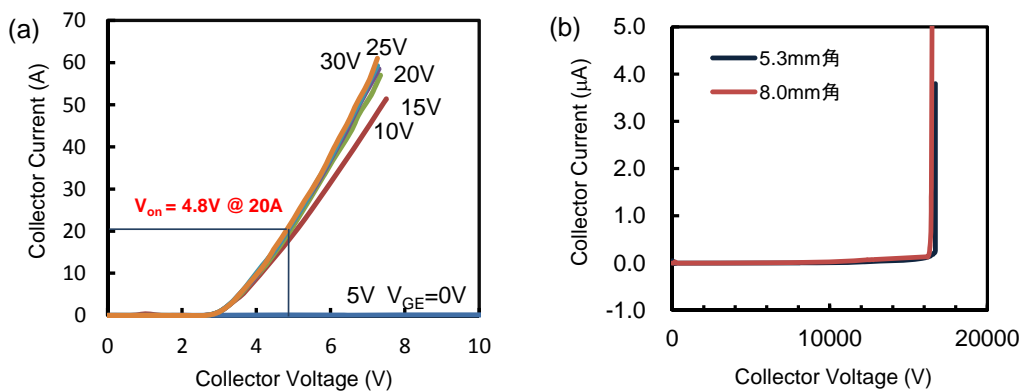 (a)
Collector Current (A)
70
60
50
40
30
20
10
0
25V
30V
20V
15V
10V
Von = 4.8V @ 20A
5V VGE=0V
0 2 4 6 8 10
Collector Voltage (V)
(b)
Collector Current (μA)
5.0
4.0
3.0
2.0
1.0
0.0
-1.0
5.3mm角
8.0mm角
0 10000 20000
Collector Voltage (V)